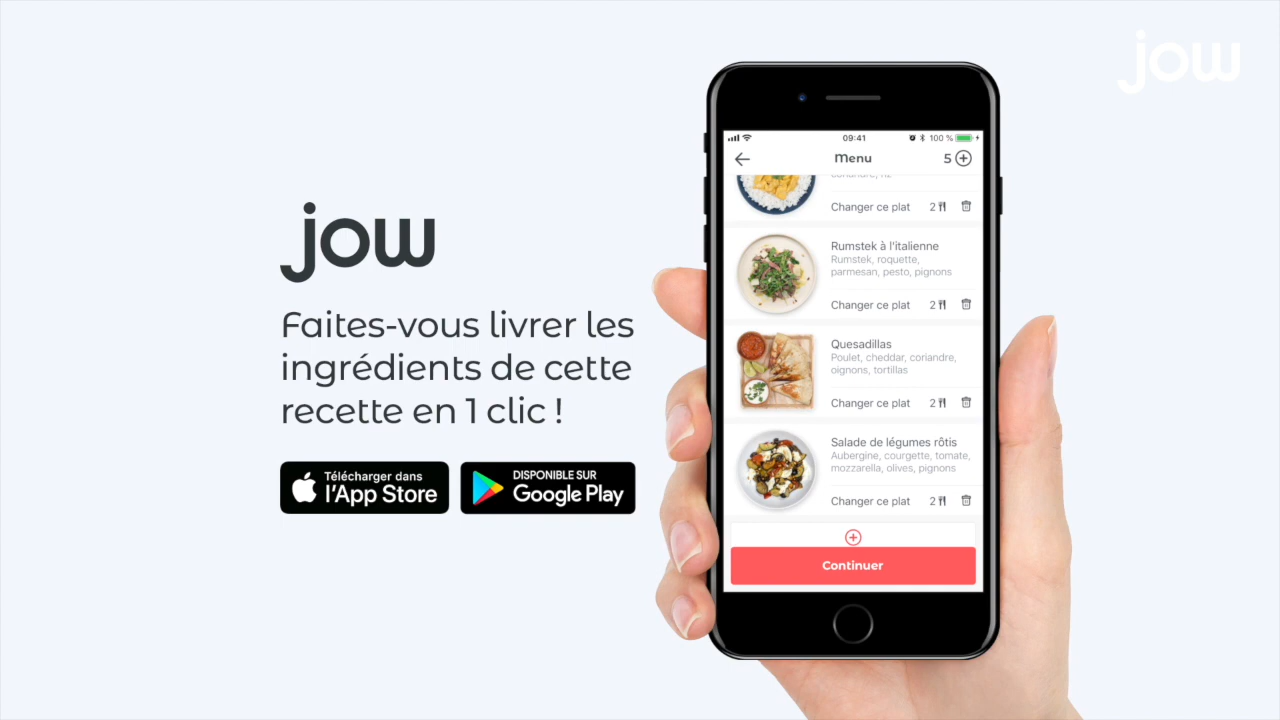 jow
jow
Faites-vous livrer les
ingrédients de cette
recette en 1 clic !
Télécharger dans
l'App Store
DISPONIBLE SUR
Google Play
09:41
100 %
Menu
5
Changer ce plat 2
Rumstek à l'italienne
Rumstek, roquette,
parmesan, pesto, pignons
Changer ce plat 2
Quesadillas
Poulet, cheddar, coriandre,
oignons, tortillas
Changer ce plat 2
Salade de légumes rôtis
Aubergine, courgette, tomate,
mozzarella, olives, pignons
Changer ce plat 2
Continuer